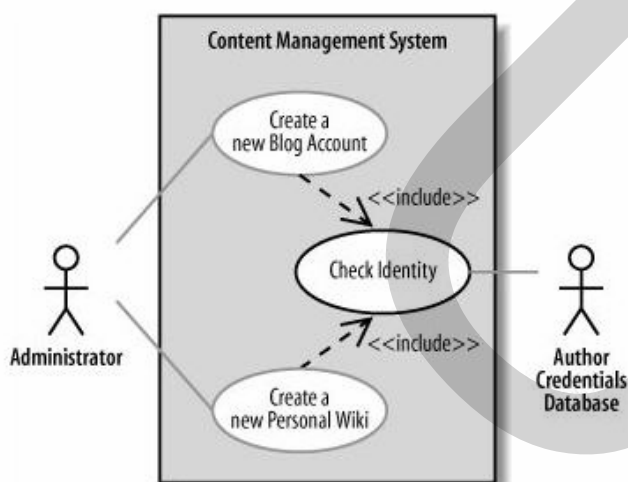 Content Management System
Create a
new Blog Account
<<include>>
Check Identity
<<include>>
Administrator
Author
Credentials
Database
Create a
new Personal Wiki